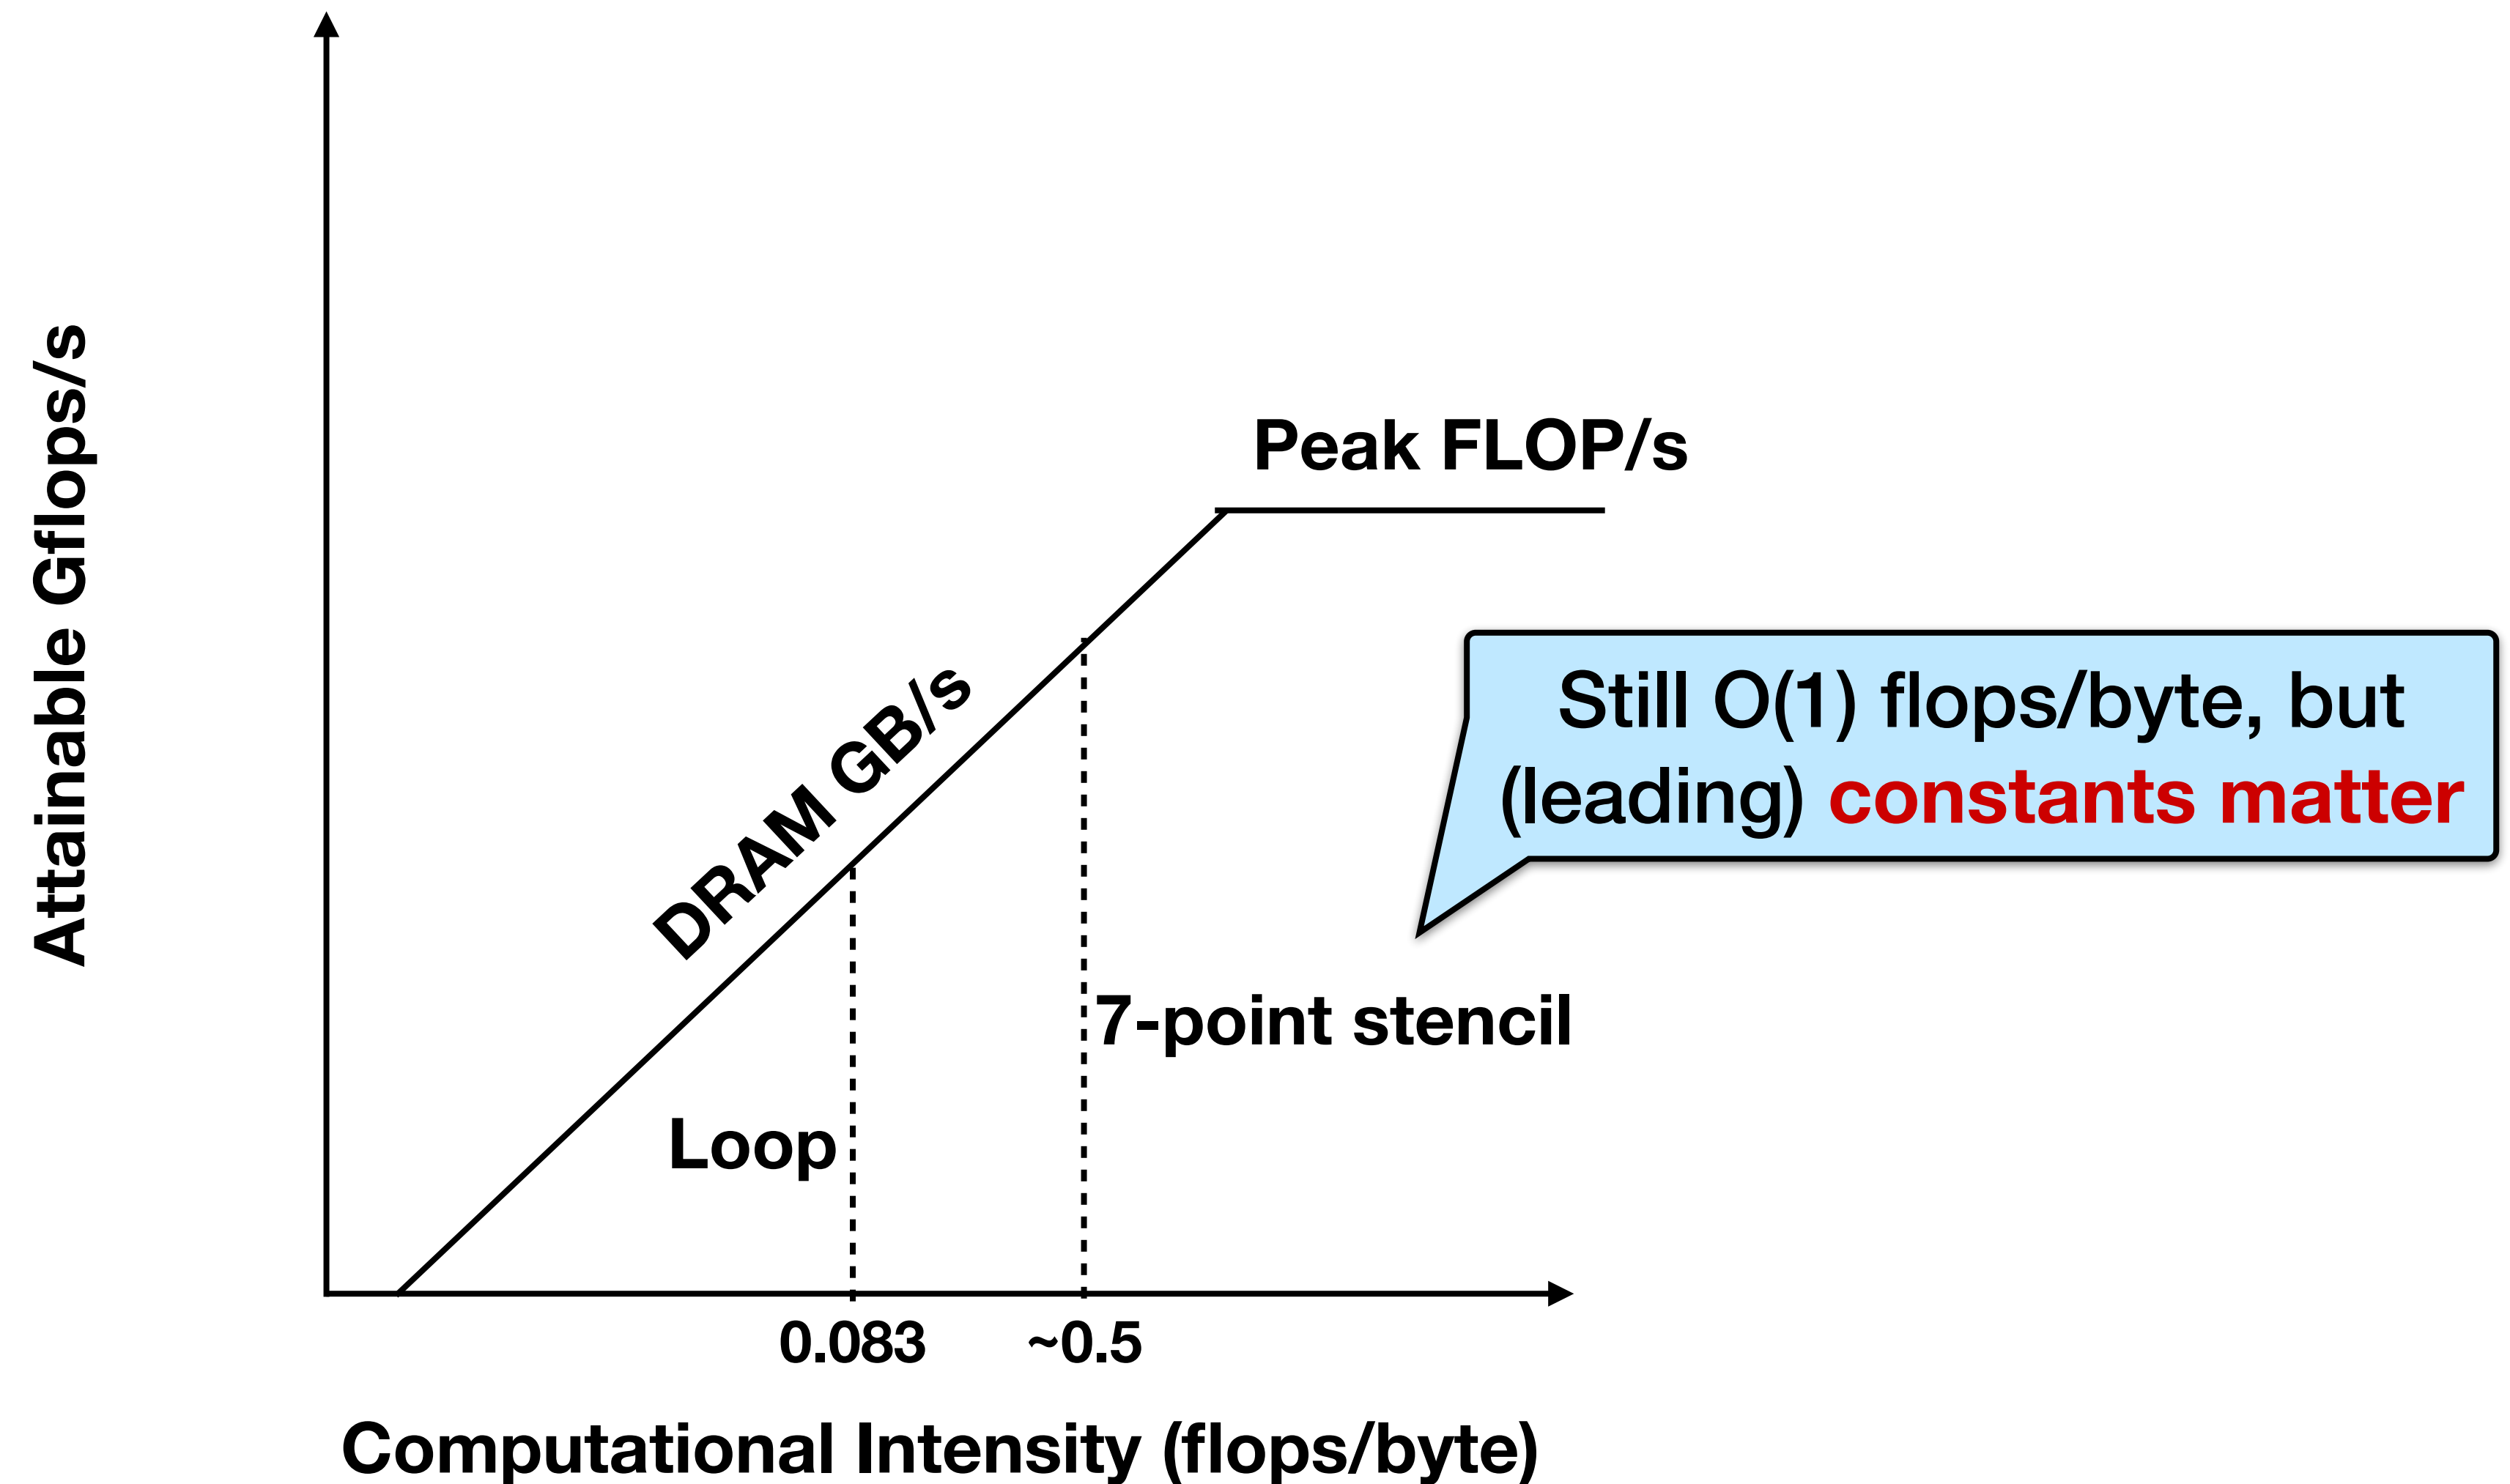 Attainable Gflops/s
Peak FLOP/s
DRAM GB/s
Still O(1) flops/byte, but
(leading) constants matter
7-point stencil
Loop
0.083
~0.5
Computational Intensity (flops/byte)